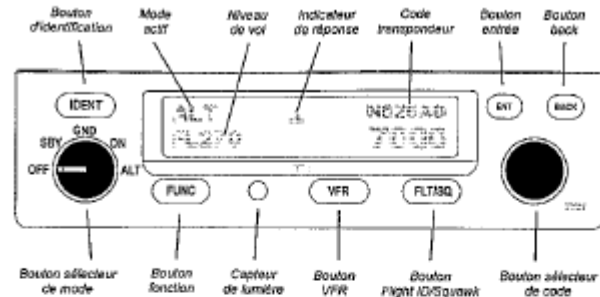 Bouton
d'identification
Mode
actif
Niveau
de vol
Indicateur
de réponse
Code
transpondeur
Bouton
entrée
Bouton
back
IDENT
ALT
FL270
7000
ENT
BACK
GND
SBY
ON
OFF
ALT
FUNC
VFR
FLT/SQ
Bouton sélecteur
de mode
Bouton
fonction
Capteur
de lumière
Bouton
VFR
Bouton
Flight ID/Squawk
Bouton sélecteur
de code